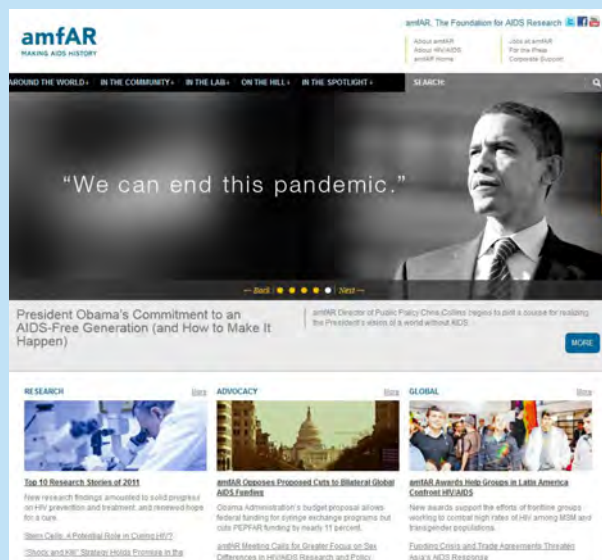 amfAR
MAKING AIDS HISTORY
amfAR, The Foundation for AIDS Research
About amfAR
About HIV/AIDS
amfAR Home
Jobs at amfAR
For the Press
Corporate Support
AROUND THE WORLD+ IN THE COMMUNITY+ IN THE LAB+ ON THE HILL+ IN THE SPOTLIGHT+ SEARCH:
“We can end this pandemic.”
Back Next
President Obama's Commitment to an
AIDS-Free Generation (and How to Make It
Happen)
amfAR Director of Public Policy Chris Collins begins to plot a course for realizing
the President's vision of a world without AIDS.
MORE
RESEARCH More
Top 10 Research Stories of 2011
New research findings amounted to solid progress
on HIV prevention and treatment, and renewed hope
for a cure.
Stem Cells: A Potential Role in Curing HIV?
"Shock and Kill" Strategy Holds Promise in the
ADVOCACY More
amfAR Opposes Proposed Cuts to Bilateral Global
AIDS Funding
Obama Administration's budget proposal allows
federal funding for syringe exchange programs but
cuts PEPFAR funding by nearly 11 percent.
amfAR Meeting Calls for Greater Focus on Sex
Differences in HIV/AIDS Research and Policy
GLOBAL More
amfAR Awards Help Groups in Latin America
Confront HIV/AIDS
New awards support the efforts of frontline groups
working to combat high rates of HIV among MSM and
transgender populations.
Funding Crisis and Trade Agreements Threaten
Asia's AIDS Response